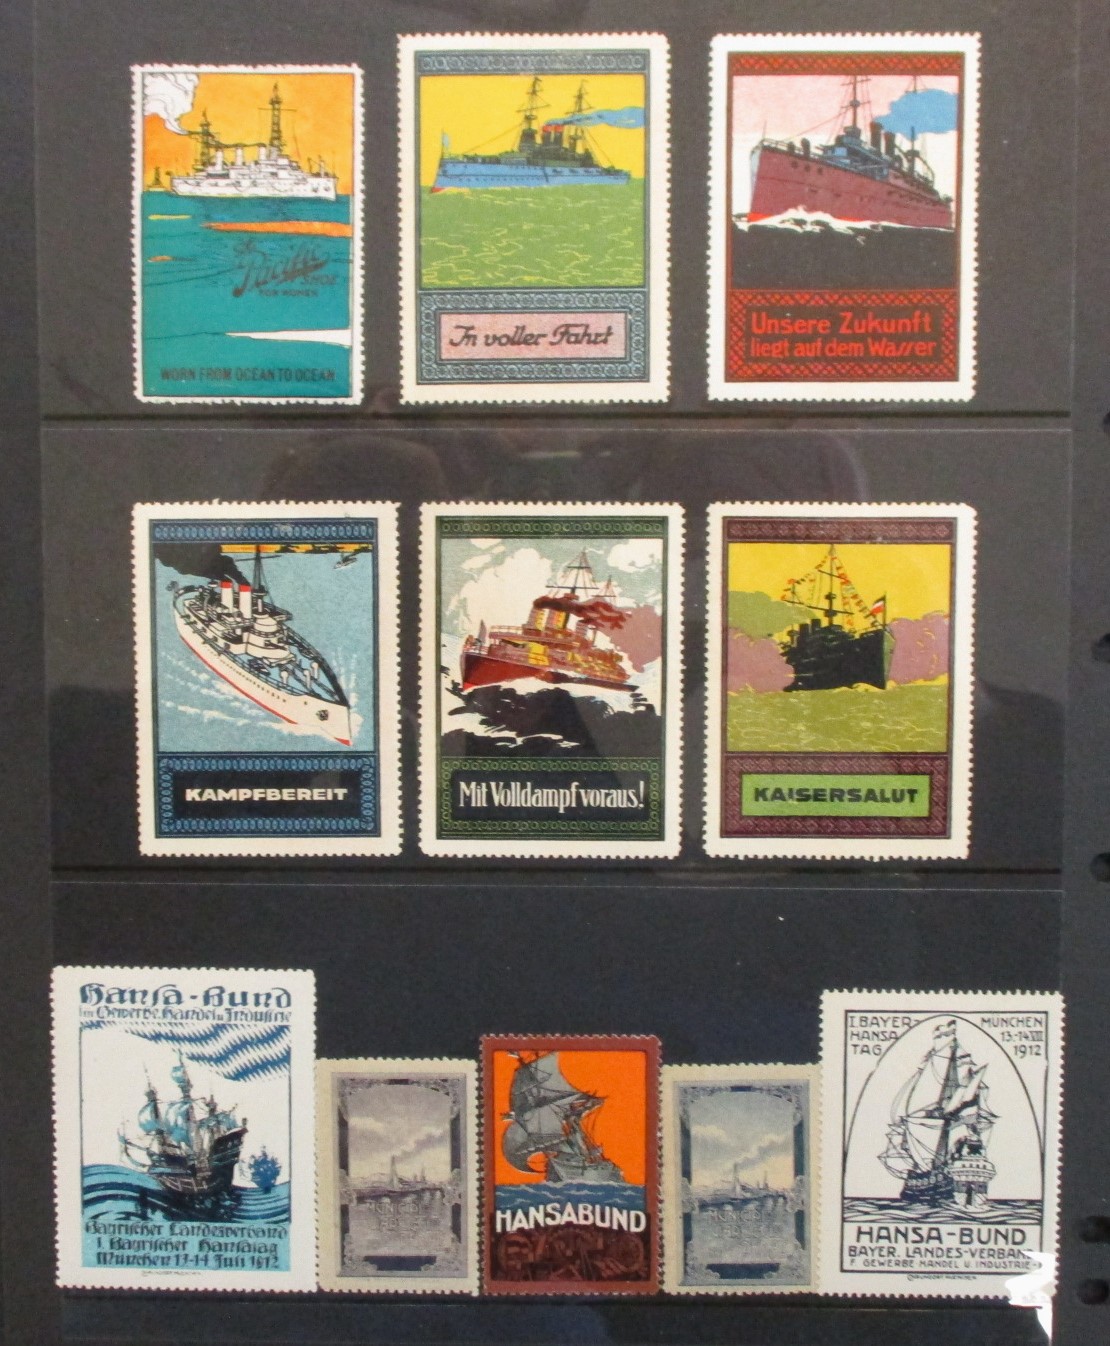 Pacific
SHOE
FOR WOMEN
WORN FROM OCEAN TO OCEAN
In voller Fahrt
Unsere Zukunft
liegt auf dem Wasser
KAMPFBEREIT
Mit Volldampf voraus!
KAISERSALUT
Hansa-Bund
für Gewerbe, Handel u. Industrie
Bayrischer Landesverband
1. Bayrischer Hansatag
München 13-14 Juli 1912
HANSABUND
I. BAYER-
HANSA
TAG
MÜNCHEN
13.-14.VII.
1912
HANSA-BUND
BAYER. LANDES-VERBAND
F. GEWERBE HANDEL U. INDUSTRIE